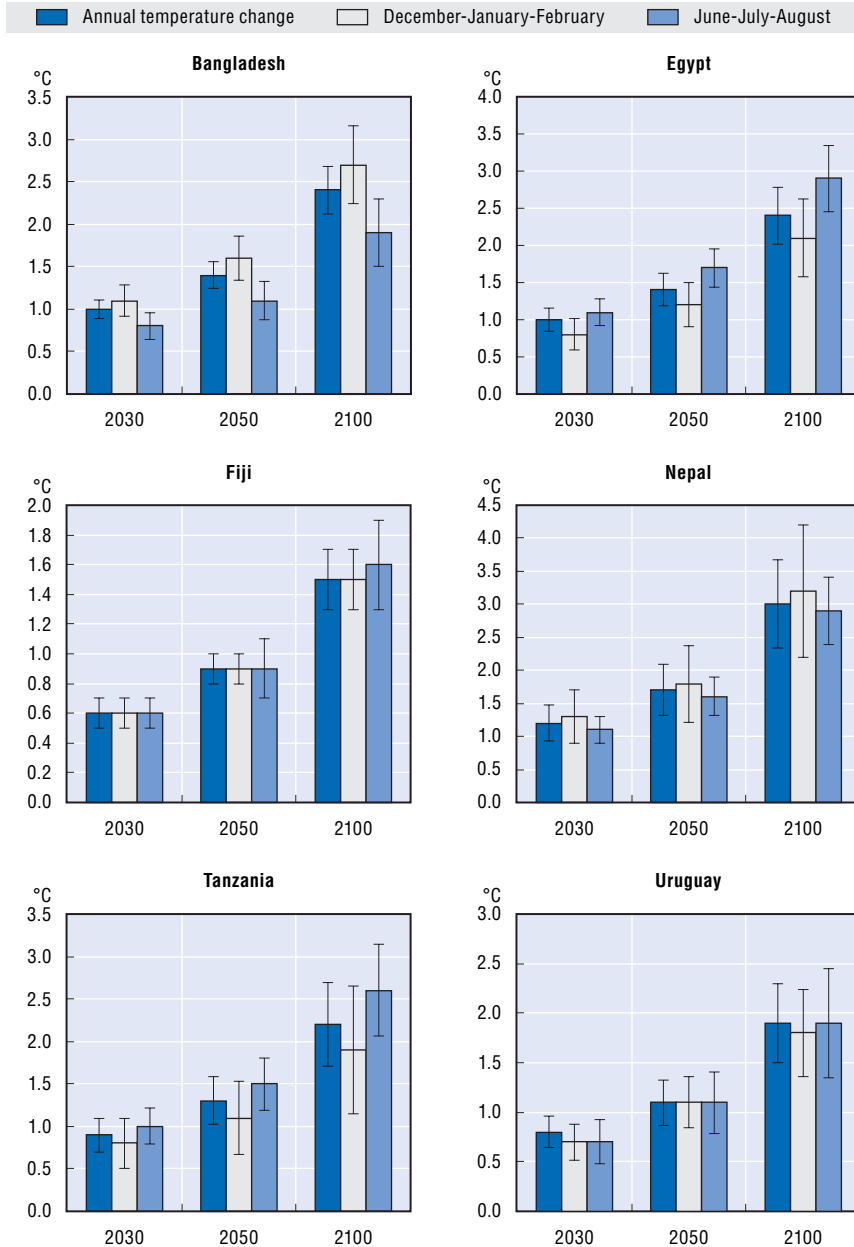 Annual temperature change December-January-February June-July-August
Bangladesh
°C
3.5
3.0
2.5
2.0
1.5
1.0
0.5
0.0
2030 2050 2100
Egypt
°C
4.0
3.5
3.0
2.5
2.0
1.5
1.0
0.5
0.0
2030 2050 2100
Fiji
°C
2.0
1.8
1.6
1.4
1.2
1.0
0.8
0.6
0.4
0.2
0.0
2030 2050 2100
Nepal
°C
4.5
4.0
3.5
3.0
2.5
2.0
1.5
1.0
0.5
0.0
2030 2050 2100
Tanzania
°C
3.5
3.0
2.5
2.0
1.5
1.0
0.5
0.0
2030 2050 2100
Uruguay
°C
3.0
2.5
2.0
1.5
1.0
0.5
0.0
2030 2050 2100